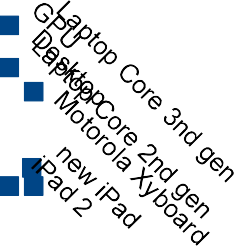 Laptop Core 3nd gen
GPU
Desktop
Laptop Core 2nd gen
Motorola Xyboard
new iPad
iPad 2